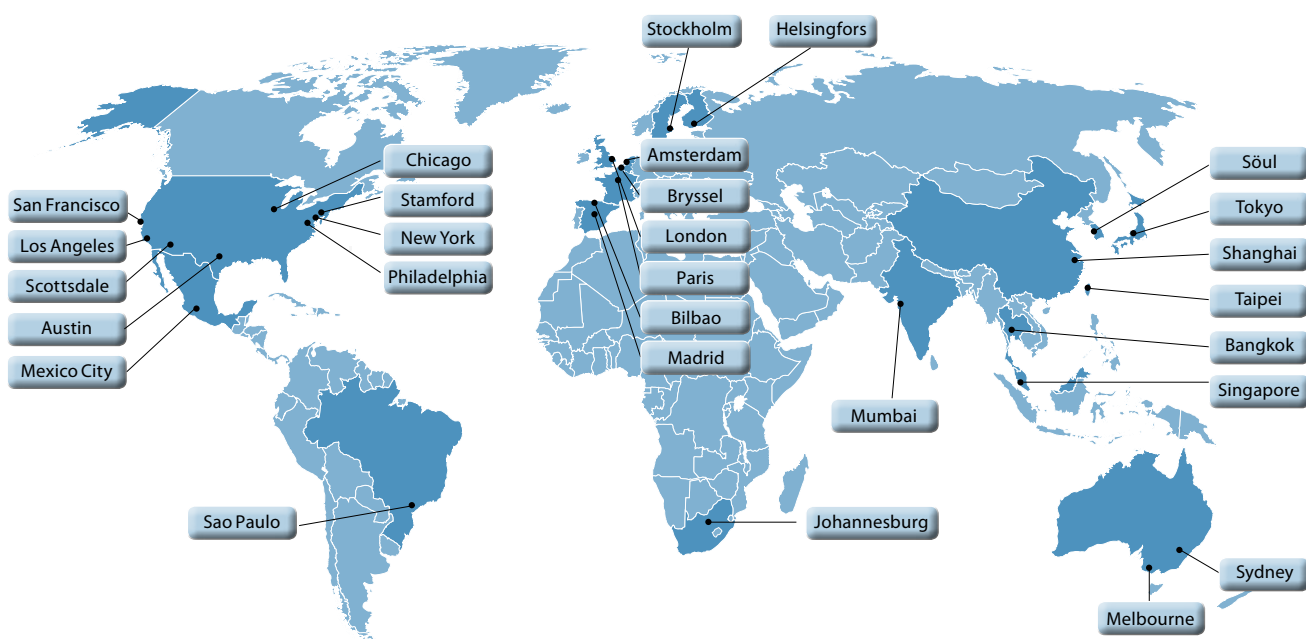 Stockholm
Helsingfors
Chicago
Stamford
New York
Philadelphia
San Francisco
Los Angeles
Scottsdale
Austin
Mexico City
Sao Paulo
Amsterdam
Bryssel
London
Paris
Bilbao
Madrid
Mumbai
Johannesburg
Söul
Tokyo
Shanghai
Taipei
Bangkok
Singapore
Sydney
Melbourne